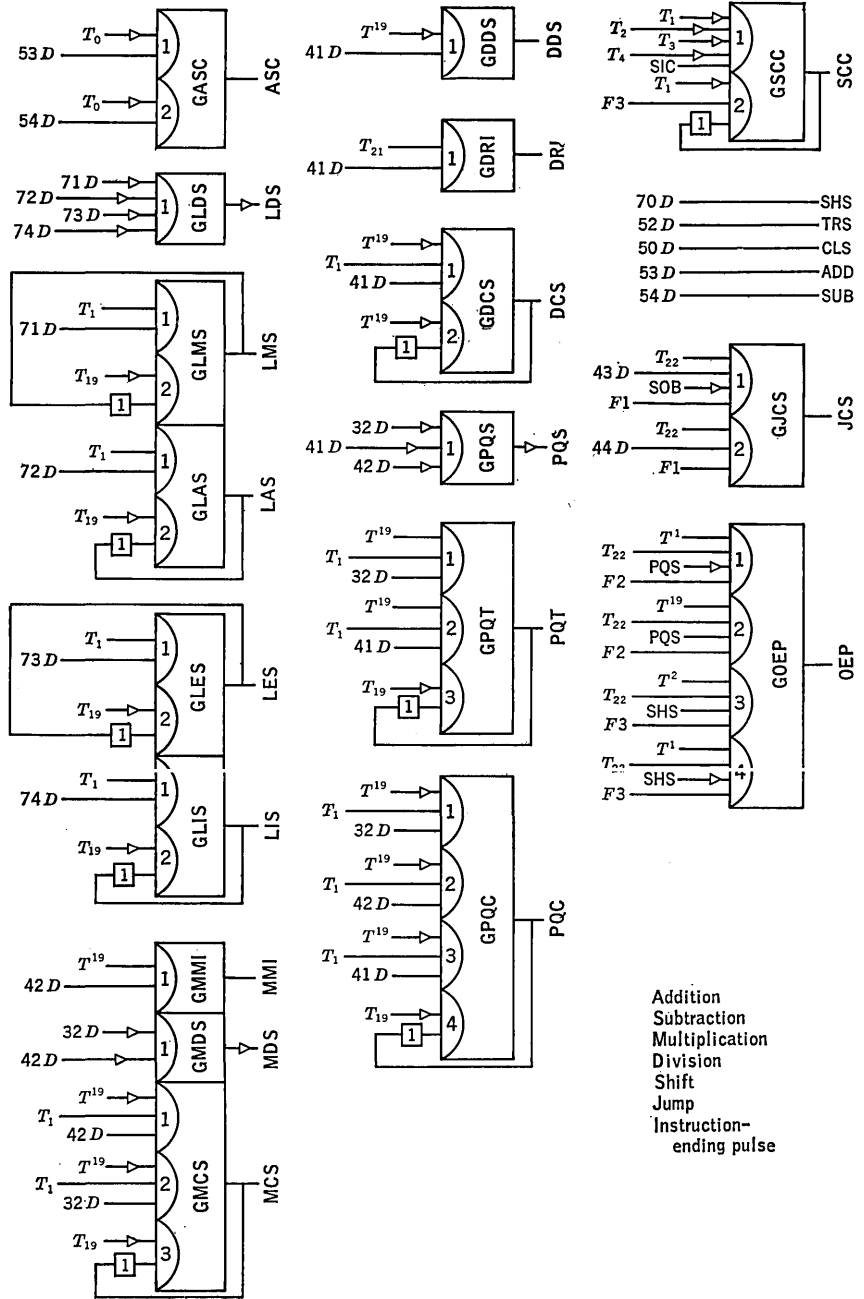 T₀
53 D
1
T₀
54 D
2
GASC
ASC
71 D
72 D
73 D
74 D
1
GLDS
LDS
T₁
71 D
1
T₁₉
1
2
GLMS
LMS
T₁
72 D
1
T₁₉
1
2
GLAS
LAS
T₁
73 D
1
T₁₉
1
2
GLES
LES
T₁
74 D
1
T₁₉
1
2
GLIS
LIS
T¹⁹
42 D
1
GMMI
MMI
32 D
42 D
1
GMDS
MDS
T¹⁹
T₁
42 D
1
T¹⁹
T₁
32 D
2
T₁₉
1
3
GMCS
MCS
T¹⁹
41 D
1
GDDS
DDS
T₂₁
41 D
1
GDRI
DRI
T¹⁹
T₁
41 D
1
T¹⁹
1
2
GDCS
DCS
32 D
41 D
42 D
1
GPQS
PQS
T¹⁹
T₁
32 D
1
T¹⁹
T₁
41 D
2
T₁₉
1
3
GPQT
PQT
T¹⁹
T₁
32 D
1
T¹⁹
T₁
42 D
2
T¹⁹
T₁
41 D
3
T₁₉
1
4
GPQC
PQC
T₁
T₂
T₃
T₄
SIC
1
T₁
F3
1
2
GSCC
SCC
70 D SHS
52 D TRS
50 D CLS
53 D ADD
54 D SUB
T₂₂
43 D
SOB
F1
1
T₂₂
44 D
F1
2
GJCS
JCS
T¹
T₂₂
PQS
F2
1
T¹⁹
T₂₂
PQS
F2
2
T²
T₂₂
SHS
F3
3
T¹
T₂₂
SHS
F3
4
GOEP
OEP
Addition
Subtraction
Multiplication
Division
Shift
Jump
Instruction-
ending pulse